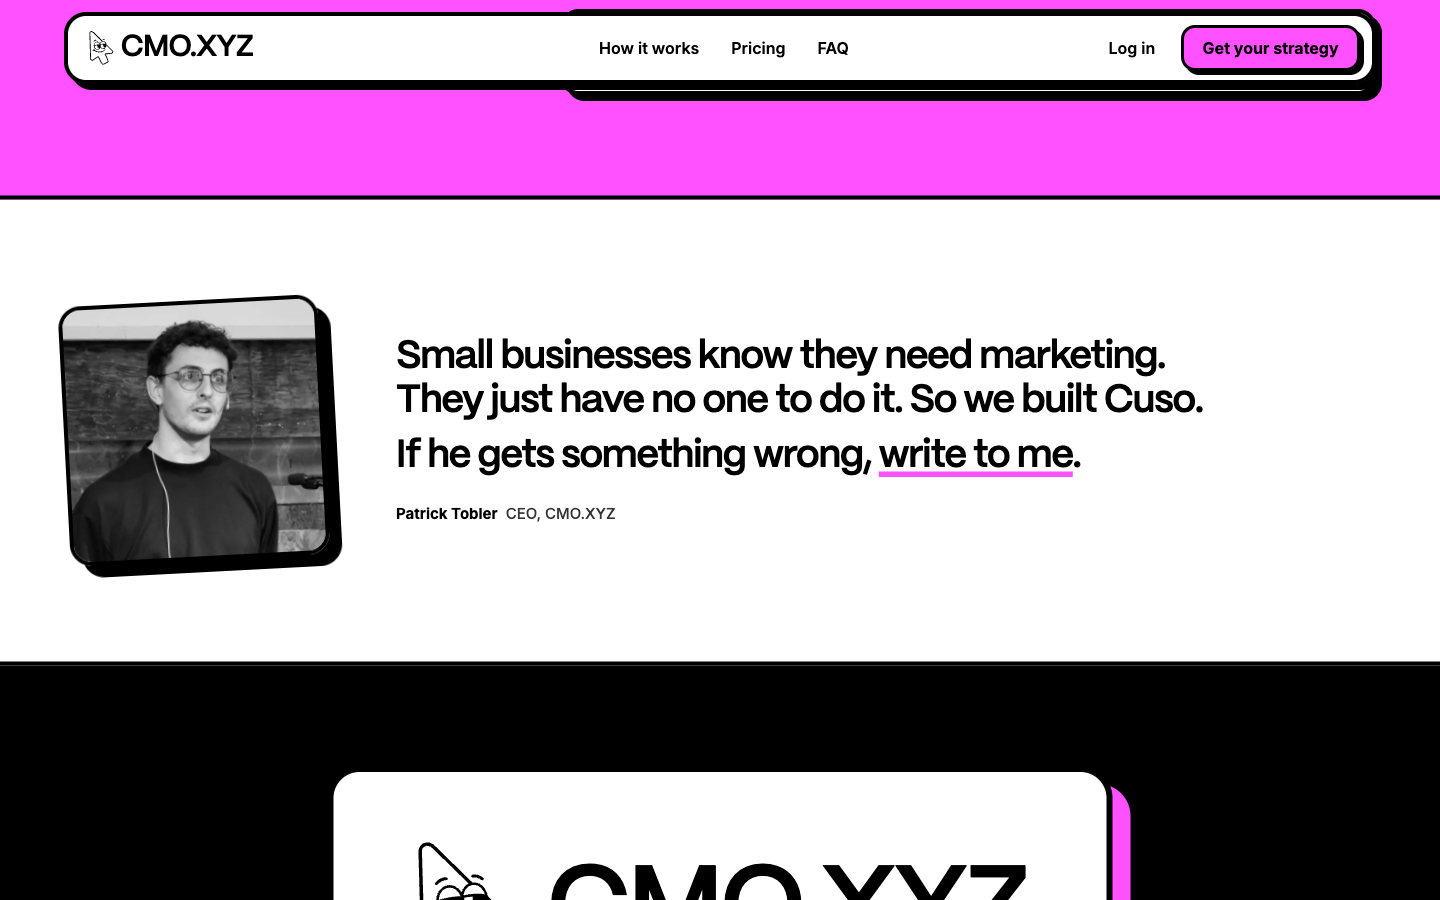 CMO.XYZ
How it works
Pricing
FAQ
Log in
Get your strategy
Small businesses know they need marketing.
They just have no one to do it. So we built Cuso.
If he gets something wrong, write to me.
Patrick Tobler CEO, CMO.XYZ
CMO.XYZ